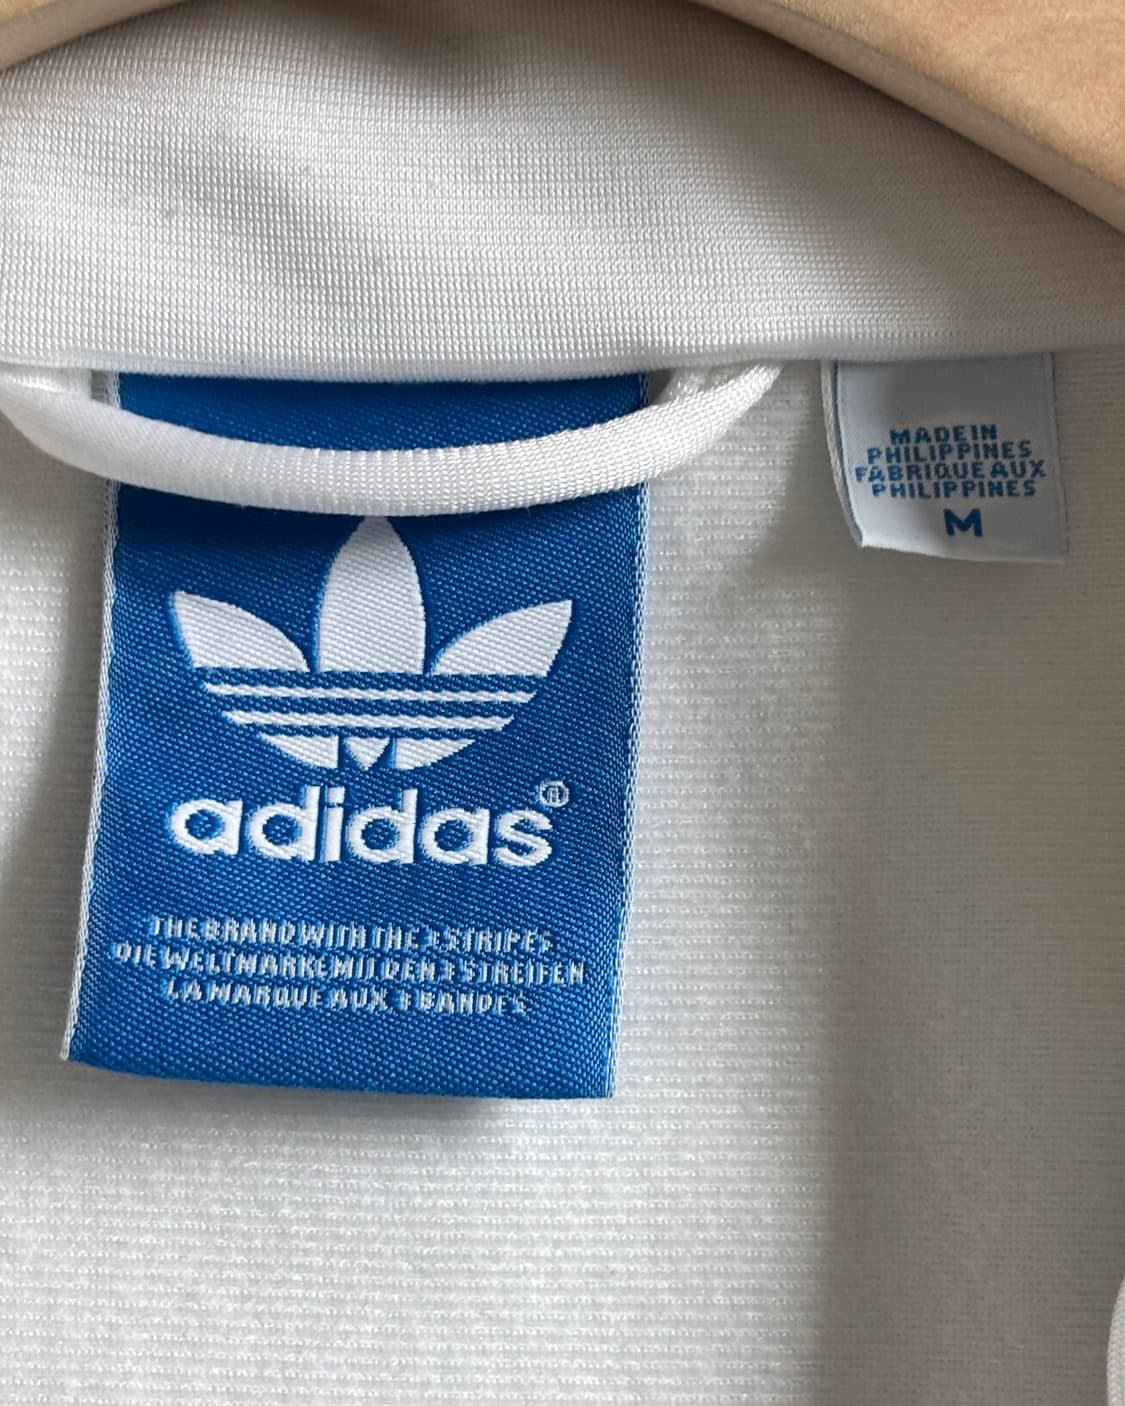 adidas®
THE BRAND WITH THE 3 STRIPES
DIE WELTMARKE MIT DEN 3 STREIFEN
LA MARQUE AUX 3 BANDES
MADE IN
PHILIPPINES
FABRIQUE AUX
PHILIPPINES
M